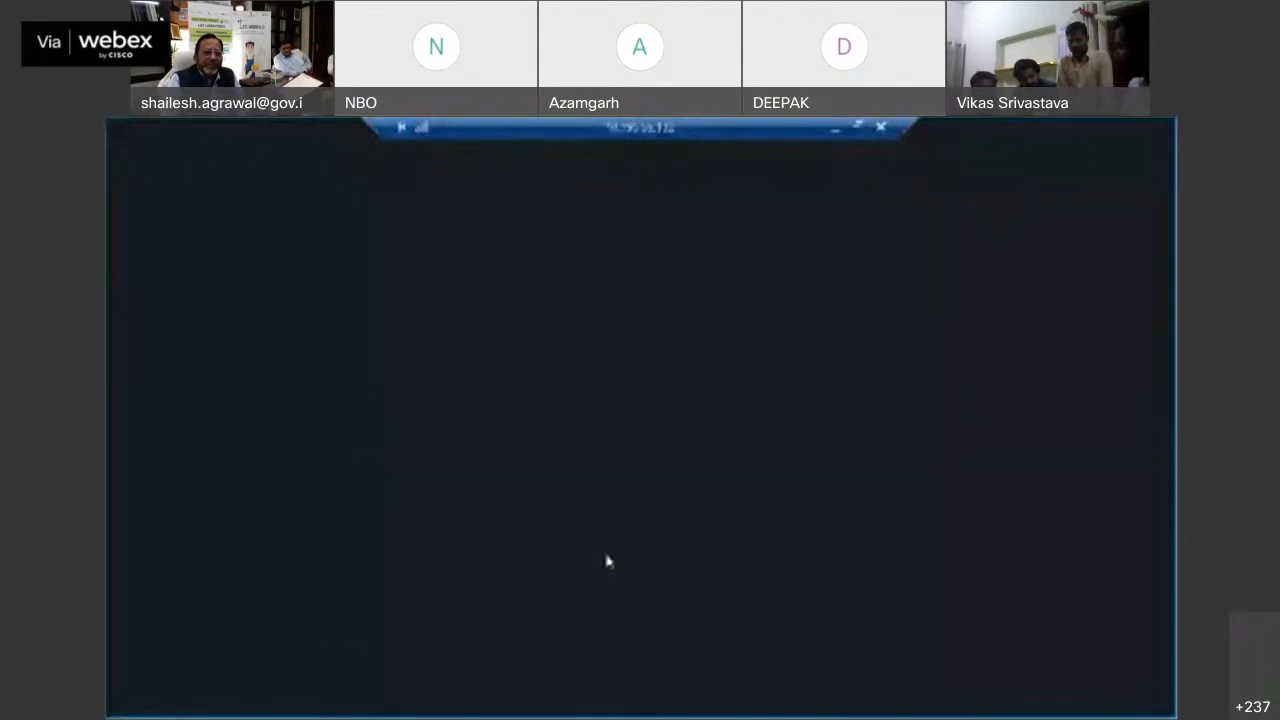 Via webex
by CISCO
N
A
D
shailesh.agrawal@gov.i
NBO
Azamgarh
DEEPAK
Vikas Srivastava
+237